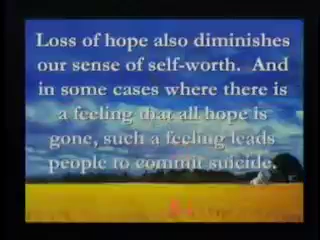 Loss of hope also diminishes
our sense of self-worth. And
in some cases where there is
a feeling that all hope is
gone, such a feeling leads
people to commit suicide.